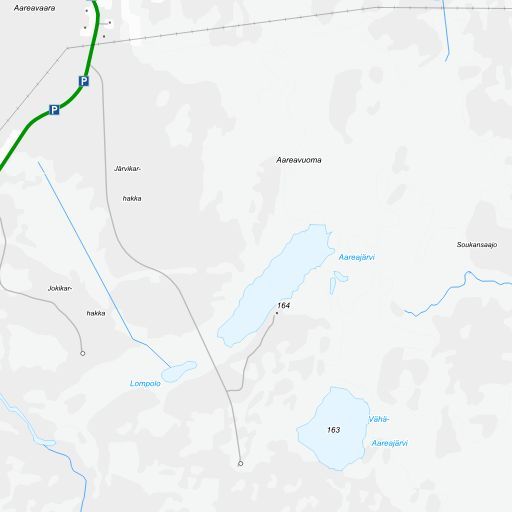 Aareavaara
P
P
Aareavuoma
Järvikar-
hakka
Soukansaajo
Aareajärvi
Jokikar-
hakka
164
Lompolo
Vähä-
Aareajärvi
163